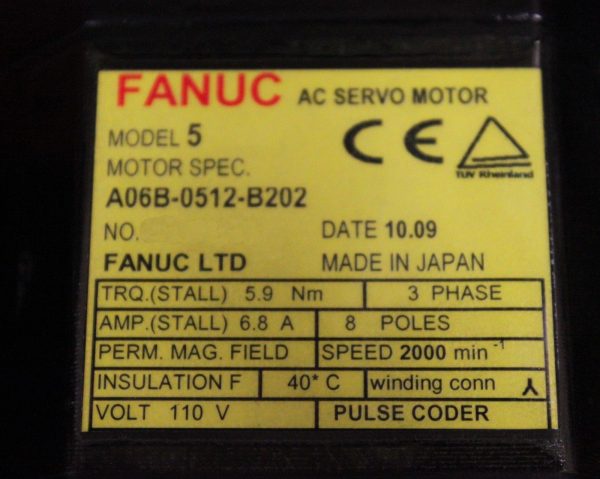 FANUC AC SERVO MOTOR
MODEL 5
MOTOR SPEC.
A06B-0512-B202
CE
TUV Rheinland
NO. DATE 10.09
FANUC LTD MADE IN JAPAN
TRQ.(STALL) 5.9 Nm 3 PHASE
AMP.(STALL) 6.8 A 8 POLES
PERM. MAG. FIELD SPEED 2000 min -1
INSULATION F 40* C winding conn
VOLT 110 V PULSE CODER